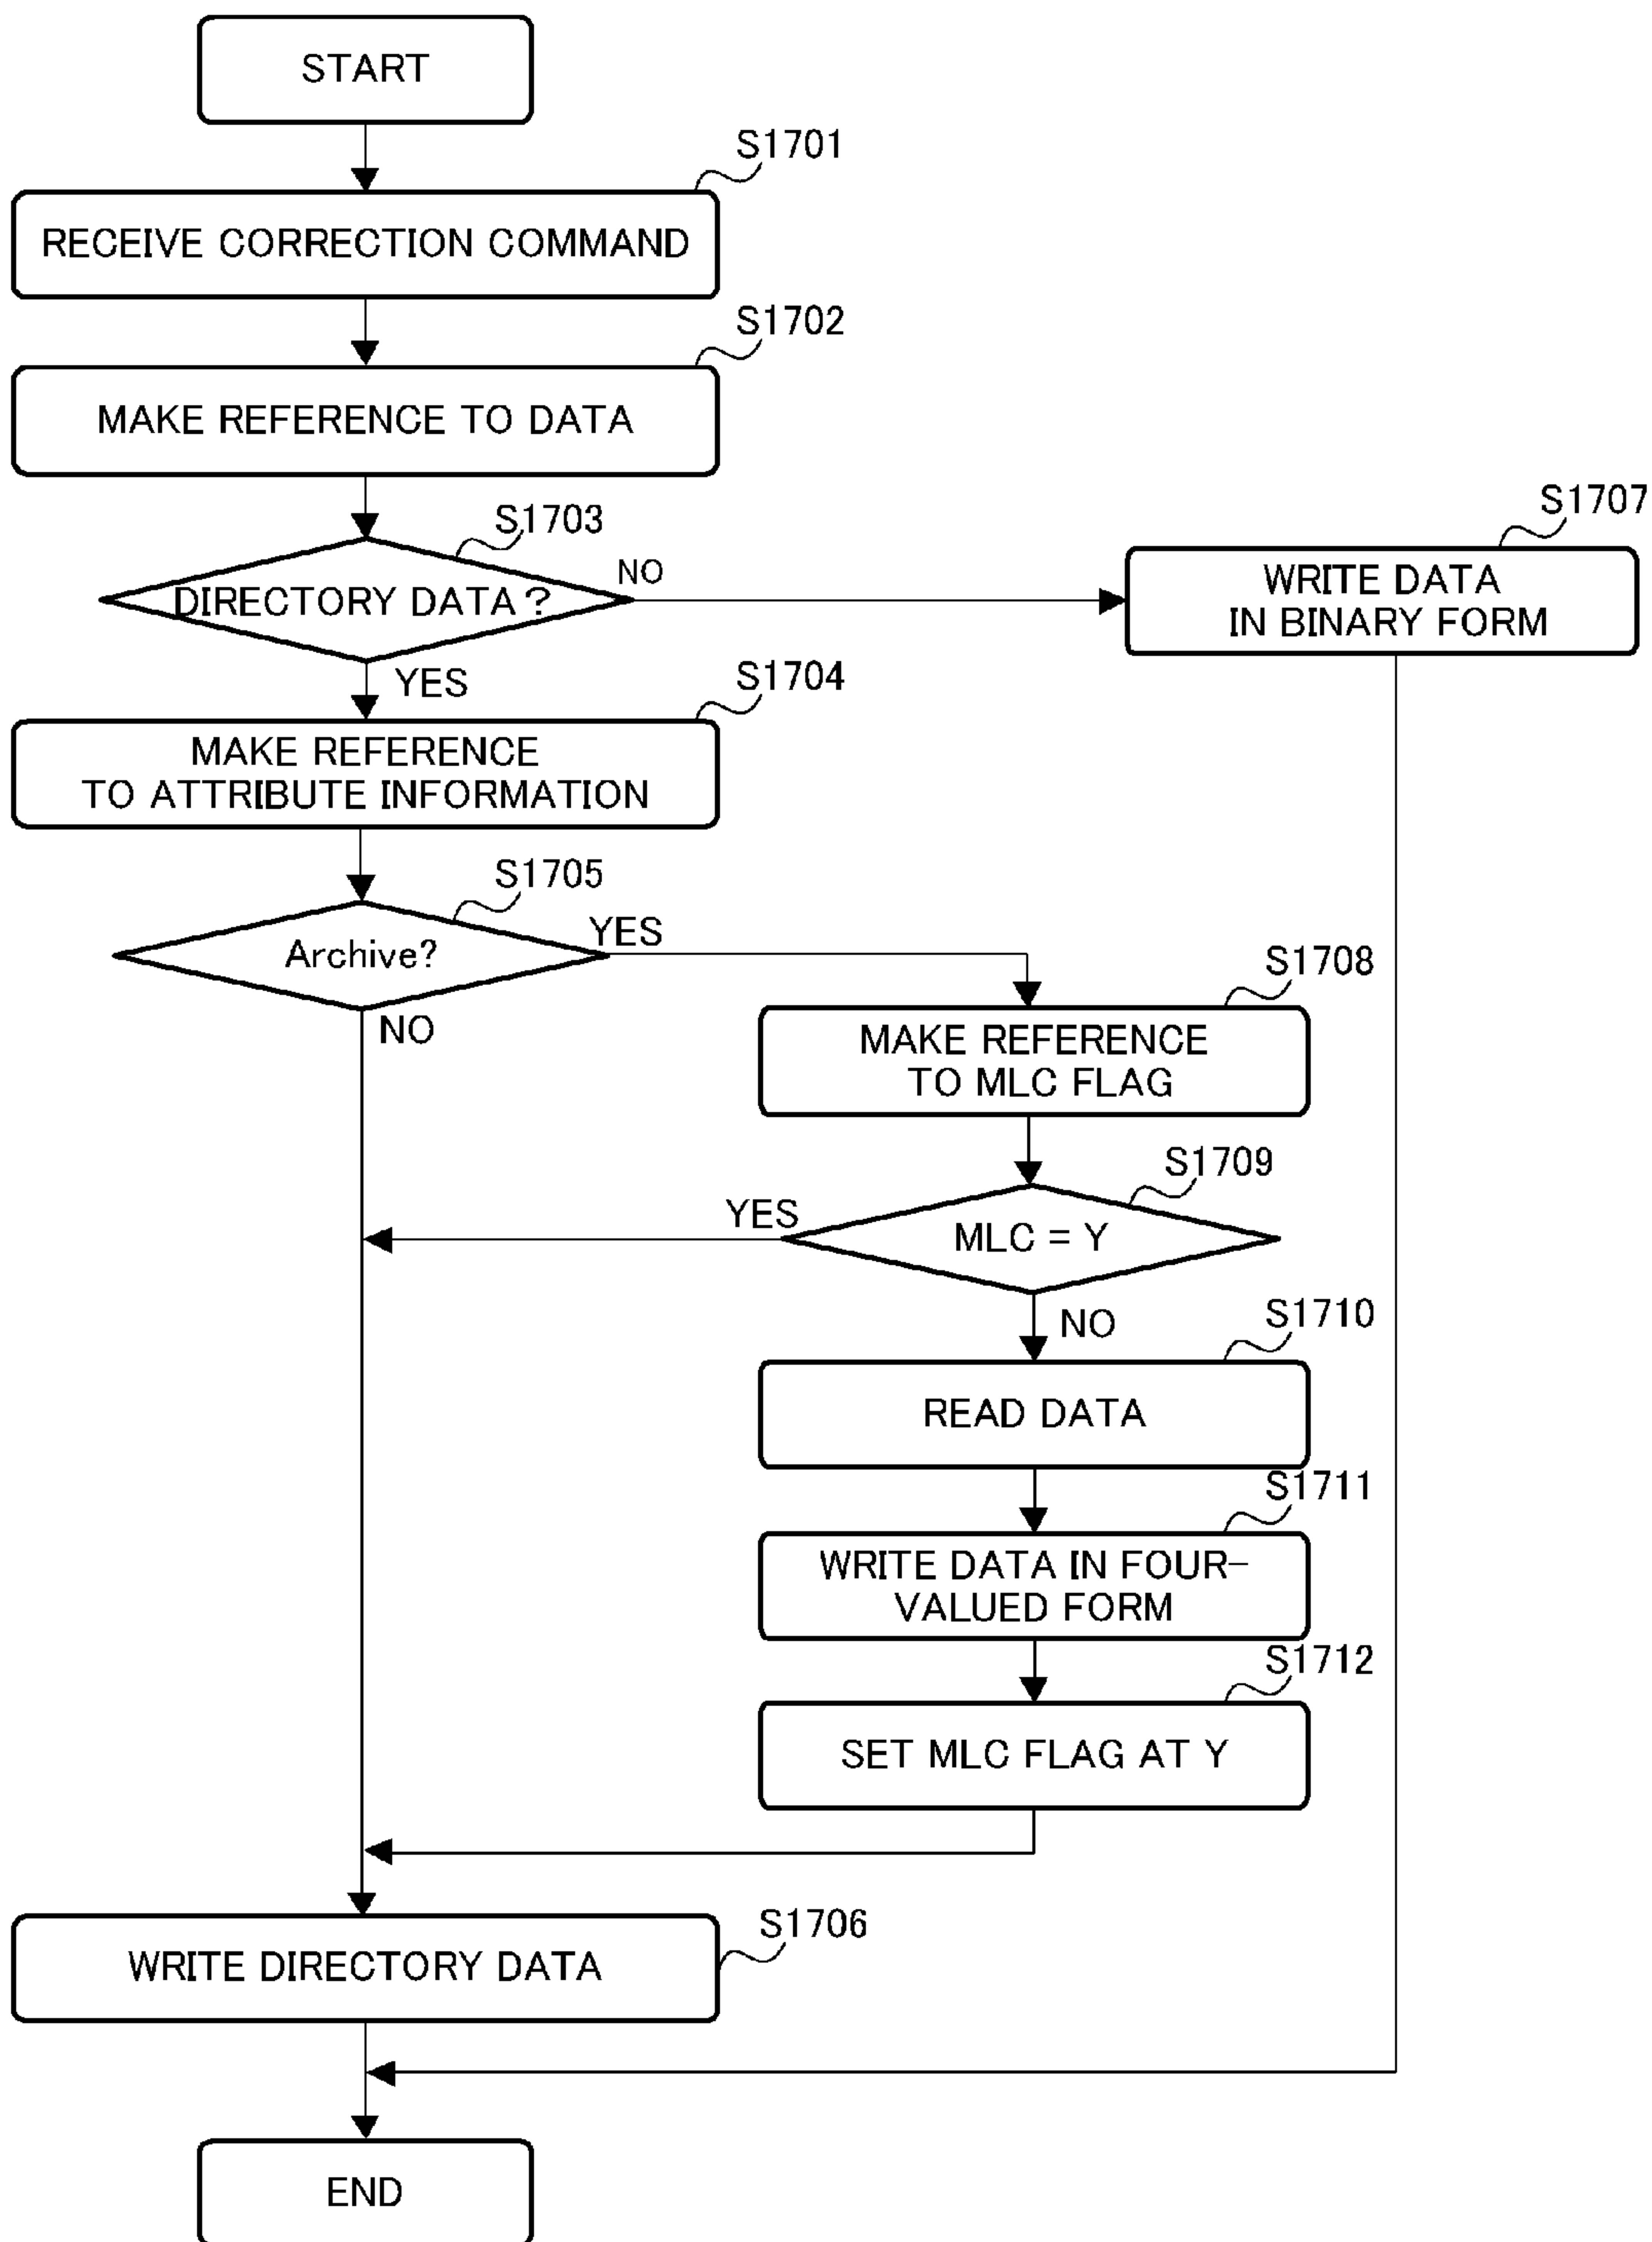 START
S1701
RECEIVE CORRECTION COMMAND
S1702
MAKE REFERENCE TO DATA
S1703
DIRECTORY DATA?
NO
S1707
WRITE DATA
IN BINARY FORM
YES
S1704
MAKE REFERENCE
TO ATTRIBUTE INFORMATION
S1705
Archive?
YES
NO
S1708
MAKE REFERENCE
TO MLC FLAG
S1709
MLC = Y
YES
NO
S1710
READ DATA
S1711
WRITE DATA IN FOUR-
VALUED FORM
S1712
SET MLC FLAG AT Y
S1706
WRITE DIRECTORY DATA
END